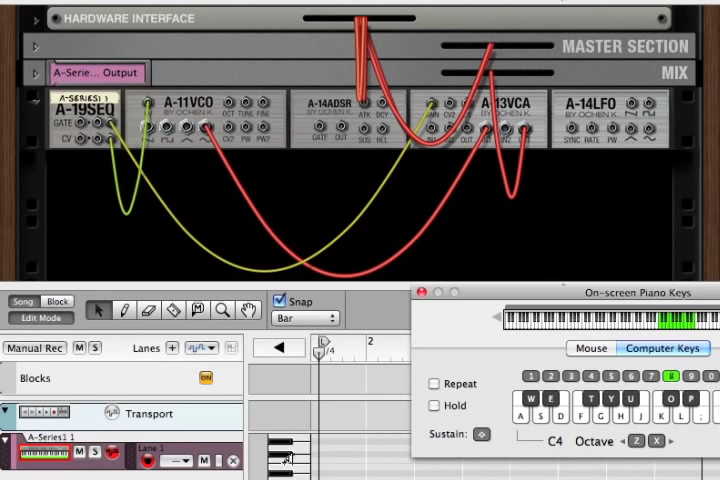 HARDWARE INTERFACE
MASTER SECTION
MIX
A-Serie... Output
A-SERIES1 1
A-19SEQ
GATE
CV
A-11VCO
BY OCHEN K.
OCT TUNE FINE
CV2 PW PW2
A-14ADSR
BY OCHEN K.
ATK DCY
GATE OUT SUS REL
A-13VCA
BY OCHEN K.
CV2
OUT
A-14LFO
BY OCHEN K.
SYNC RATE PW
Song Block
Edit Mode
Snap
Bar
Manual Rec M S Lanes +
L
/4
2
Blocks ON
Transport
A-Series1 1
M S
Lane 1
M
On-screen Piano Keys
Mouse Computer Keys
Repeat
Hold
Sustain:
1 2 3 4 5 6 7 8 9 0
W E T Y U O P
A S D F G H J K L ;
C4 Octave Z X